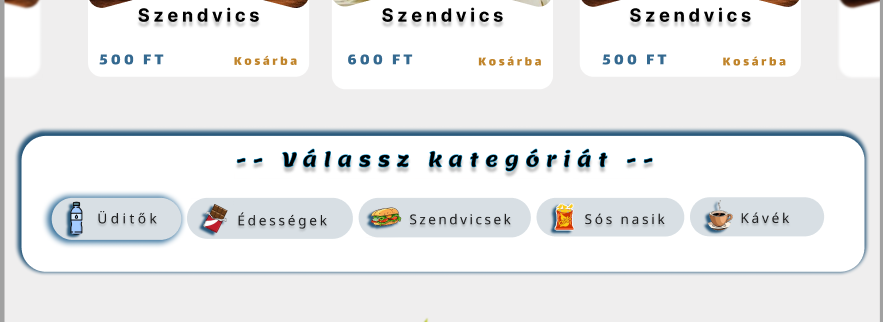 Szendvics Szendvics Szendvics
500 FT Kosárba 600 FT Kosárba 500 FT Kosárba
-- Válassz kategóriát --
Üditők Édességek Szendvicsek Sós nasik Kávék